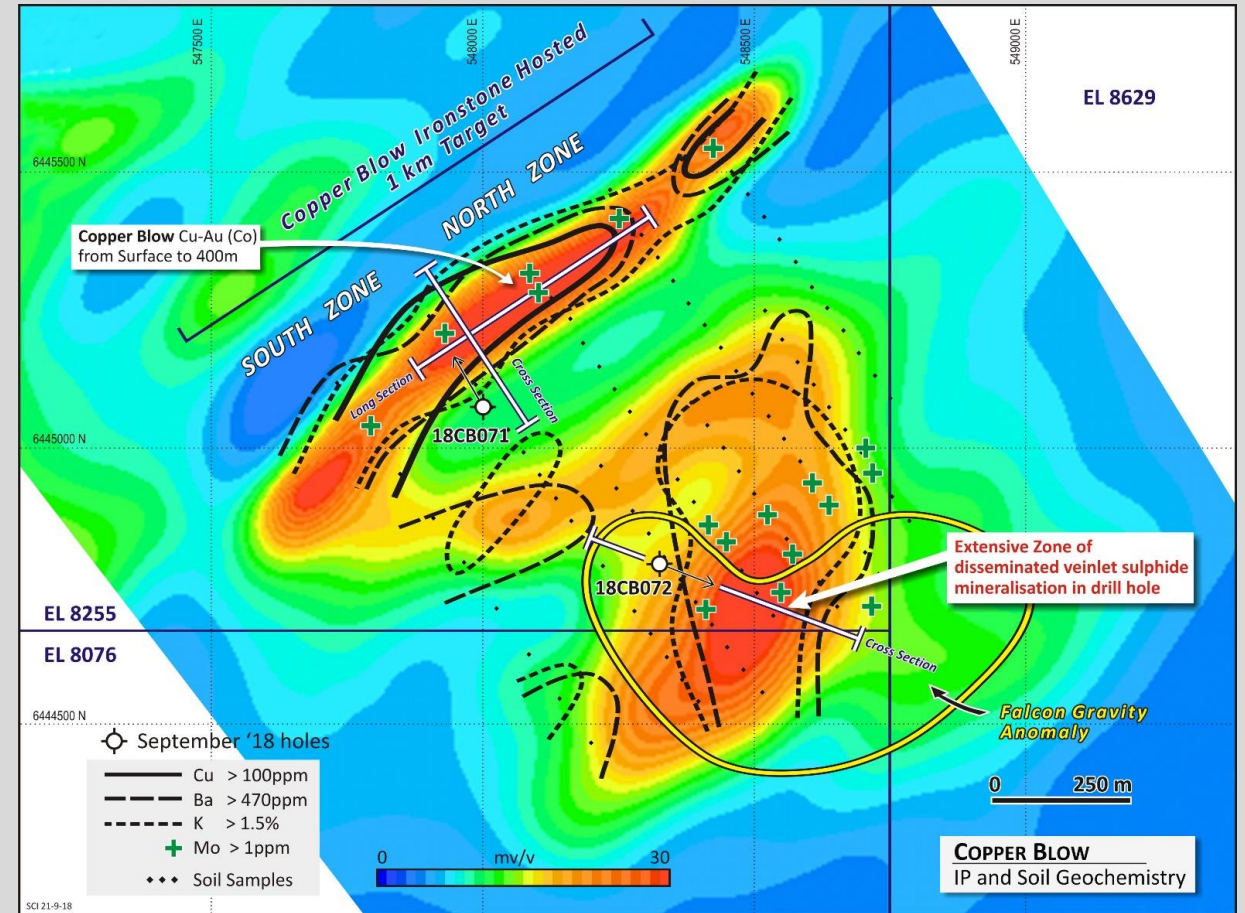 547500 E
548000 E
548500 E
549000 E
EL 8629
Copper Blow Ironstone Hosted
1 km Target
6445500 N
NORTH ZONE
Copper Blow Cu-Au (Co)
from Surface to 400m
SOUTH ZONE
Long Section
Cross Section
18CB071
6445000 N
Extensive Zone of
disseminated veinlet sulphide
mineralisation in drill hole
18CB072
EL 8255
EL 8076
Cross Section
6444500 N
Falcon Gravity
Anomaly
September '18 holes
Cu > 100ppm
Ba > 470ppm
K > 1.5%
Mo > 1ppm
Soil Samples
0 mv/v 30
0 250 m
COPPER BLOW
IP and Soil Geochemistry
SCI 21-9-18